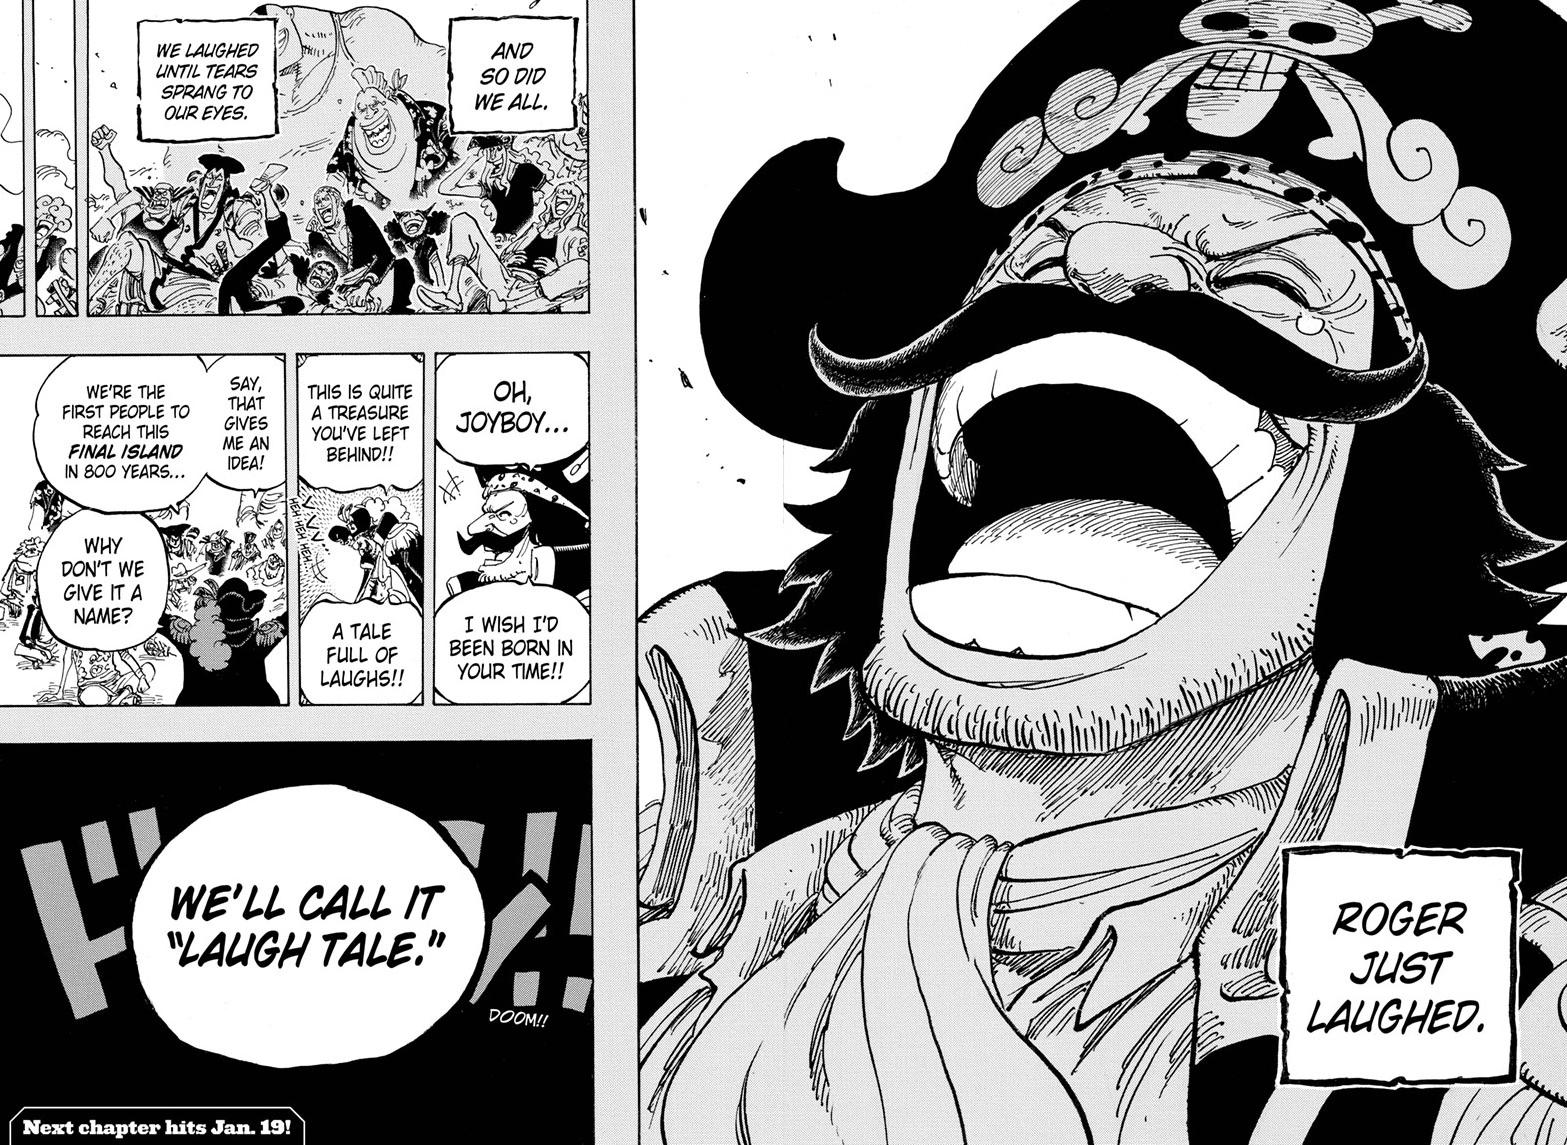 ROGER
JUST
LAUGHED.
AND
SO DID
WE ALL.
WE LAUGHED
UNTIL TEARS
SPRANG TO
OUR EYES.
OH,
JOYBOY...
I WISH I'D
BEEN BORN IN
YOUR TIME!!
THIS IS QUITE
A TREASURE
YOU'VE LEFT
BEHIND!!
HEH HEH HEH
A TALE
FULL OF
LAUGHS!!
SAY,
THAT
GIVES
ME AN
IDEA!
WE'RE THE
FIRST PEOPLE TO
REACH THIS
FINAL ISLAND
IN 800 YEARS...
WHY
DON'T WE
GIVE IT A
NAME?
WE'LL CALL IT
"LAUGH TALE."
DOOM!!
Next chapter hits Jan. 19!